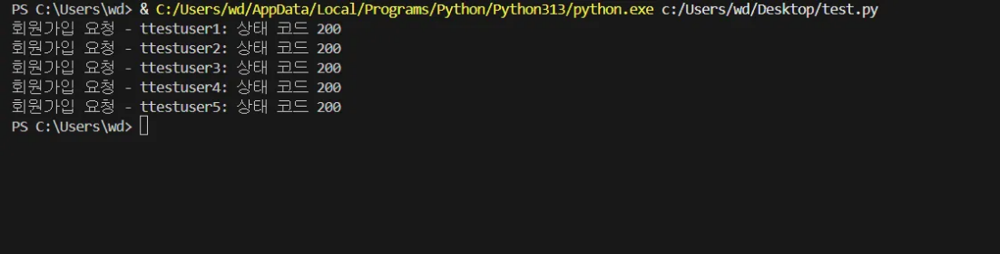 PS C:\Users\wd> & C:/Users/wd/AppData/Local/Programs/Python/Python313/python.exe c:/Users/wd/Desktop/test.py
회원가입 요청 - ttestuser1: 상태 코드 200
회원가입 요청 - ttestuser2: 상태 코드 200
회원가입 요청 - ttestuser3: 상태 코드 200
회원가입 요청 - ttestuser4: 상태 코드 200
회원가입 요청 - ttestuser5: 상태 코드 200
PS C:\Users\wd>